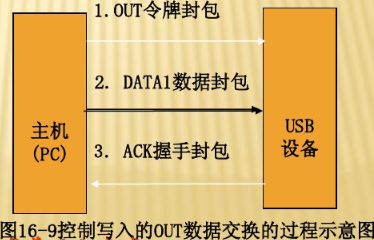 1.OUT令牌封包
2. DATA1数据封包
主机
(PC)
USB
设备
3. ACK握手封包
图16-9控制写入的OUT数据交换的过程示意图